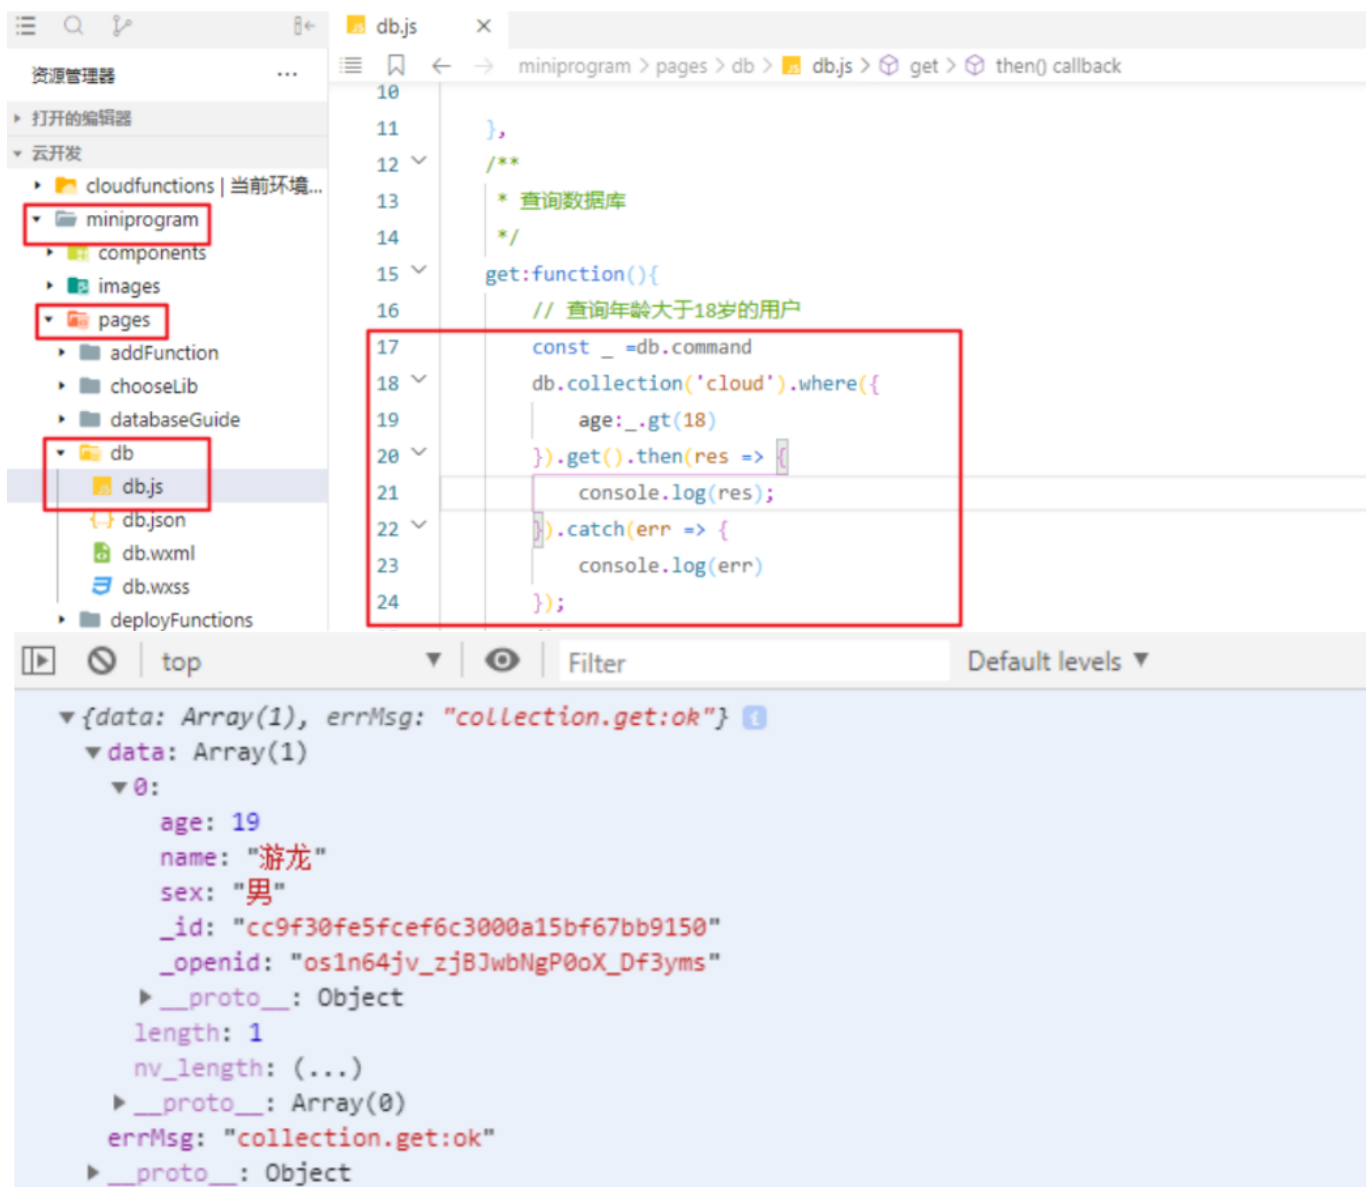 db.js
资源管理器
miniprogram > pages > db > db.js > get > then() callback
打开的编辑器
云开发
cloudfunctions | 当前环境...
miniprogram
components
images
pages
addFunction
chooseLib
databaseGuide
db
db.js
db.json
db.wxml
db.wxss
deployFunctions
10
11 },
12 /**
13 * 查询数据库
14 */
15 get:function(){
16 // 查询年龄大于18岁的用户
17 const _ =db.command
18 db.collection('cloud').where({
19 age:_.gt(18)
20 }).get().then(res => {
21 console.log(res);
22 }).catch(err => {
23 console.log(err)
24 });
top Filter Default levels
{data: Array(1), errMsg: "collection.get:ok"}
data: Array(1)
0:
age: 19
name: "游龙"
sex: "男"
_id: "cc9f30fe5fcef6c3000a15bf67bb9150"
_openid: "os1n64jv_zjBJwbNgP0oX_Df3yms"
__proto__: Object
length: 1
nv_length: (...)
__proto__: Array(0)
errMsg: "collection.get:ok"
__proto__: Object